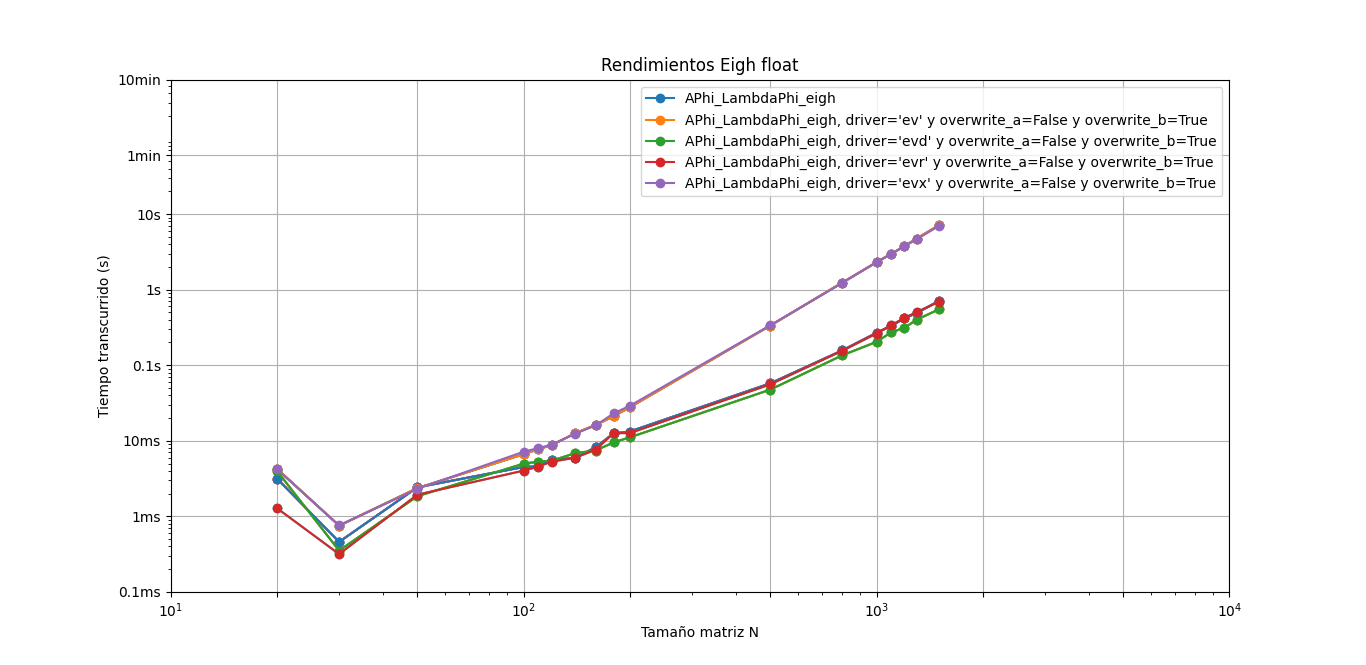 Rendimientos Eigh float
10min
1min
10s
1s
0.1s
10ms
1ms
0.1ms
Tiempo transcurrido (s)
APhi_LambdaPhi_eigh
APhi_LambdaPhi_eigh, driver='ev' y overwrite_a=False y overwrite_b=True
APhi_LambdaPhi_eigh, driver='evd' y overwrite_a=False y overwrite_b=True
APhi_LambdaPhi_eigh, driver='evr' y overwrite_a=False y overwrite_b=True
APhi_LambdaPhi_eigh, driver='evx' y overwrite_a=False y overwrite_b=True
10¹ 10² 10³ 10⁴
Tamaño matriz N